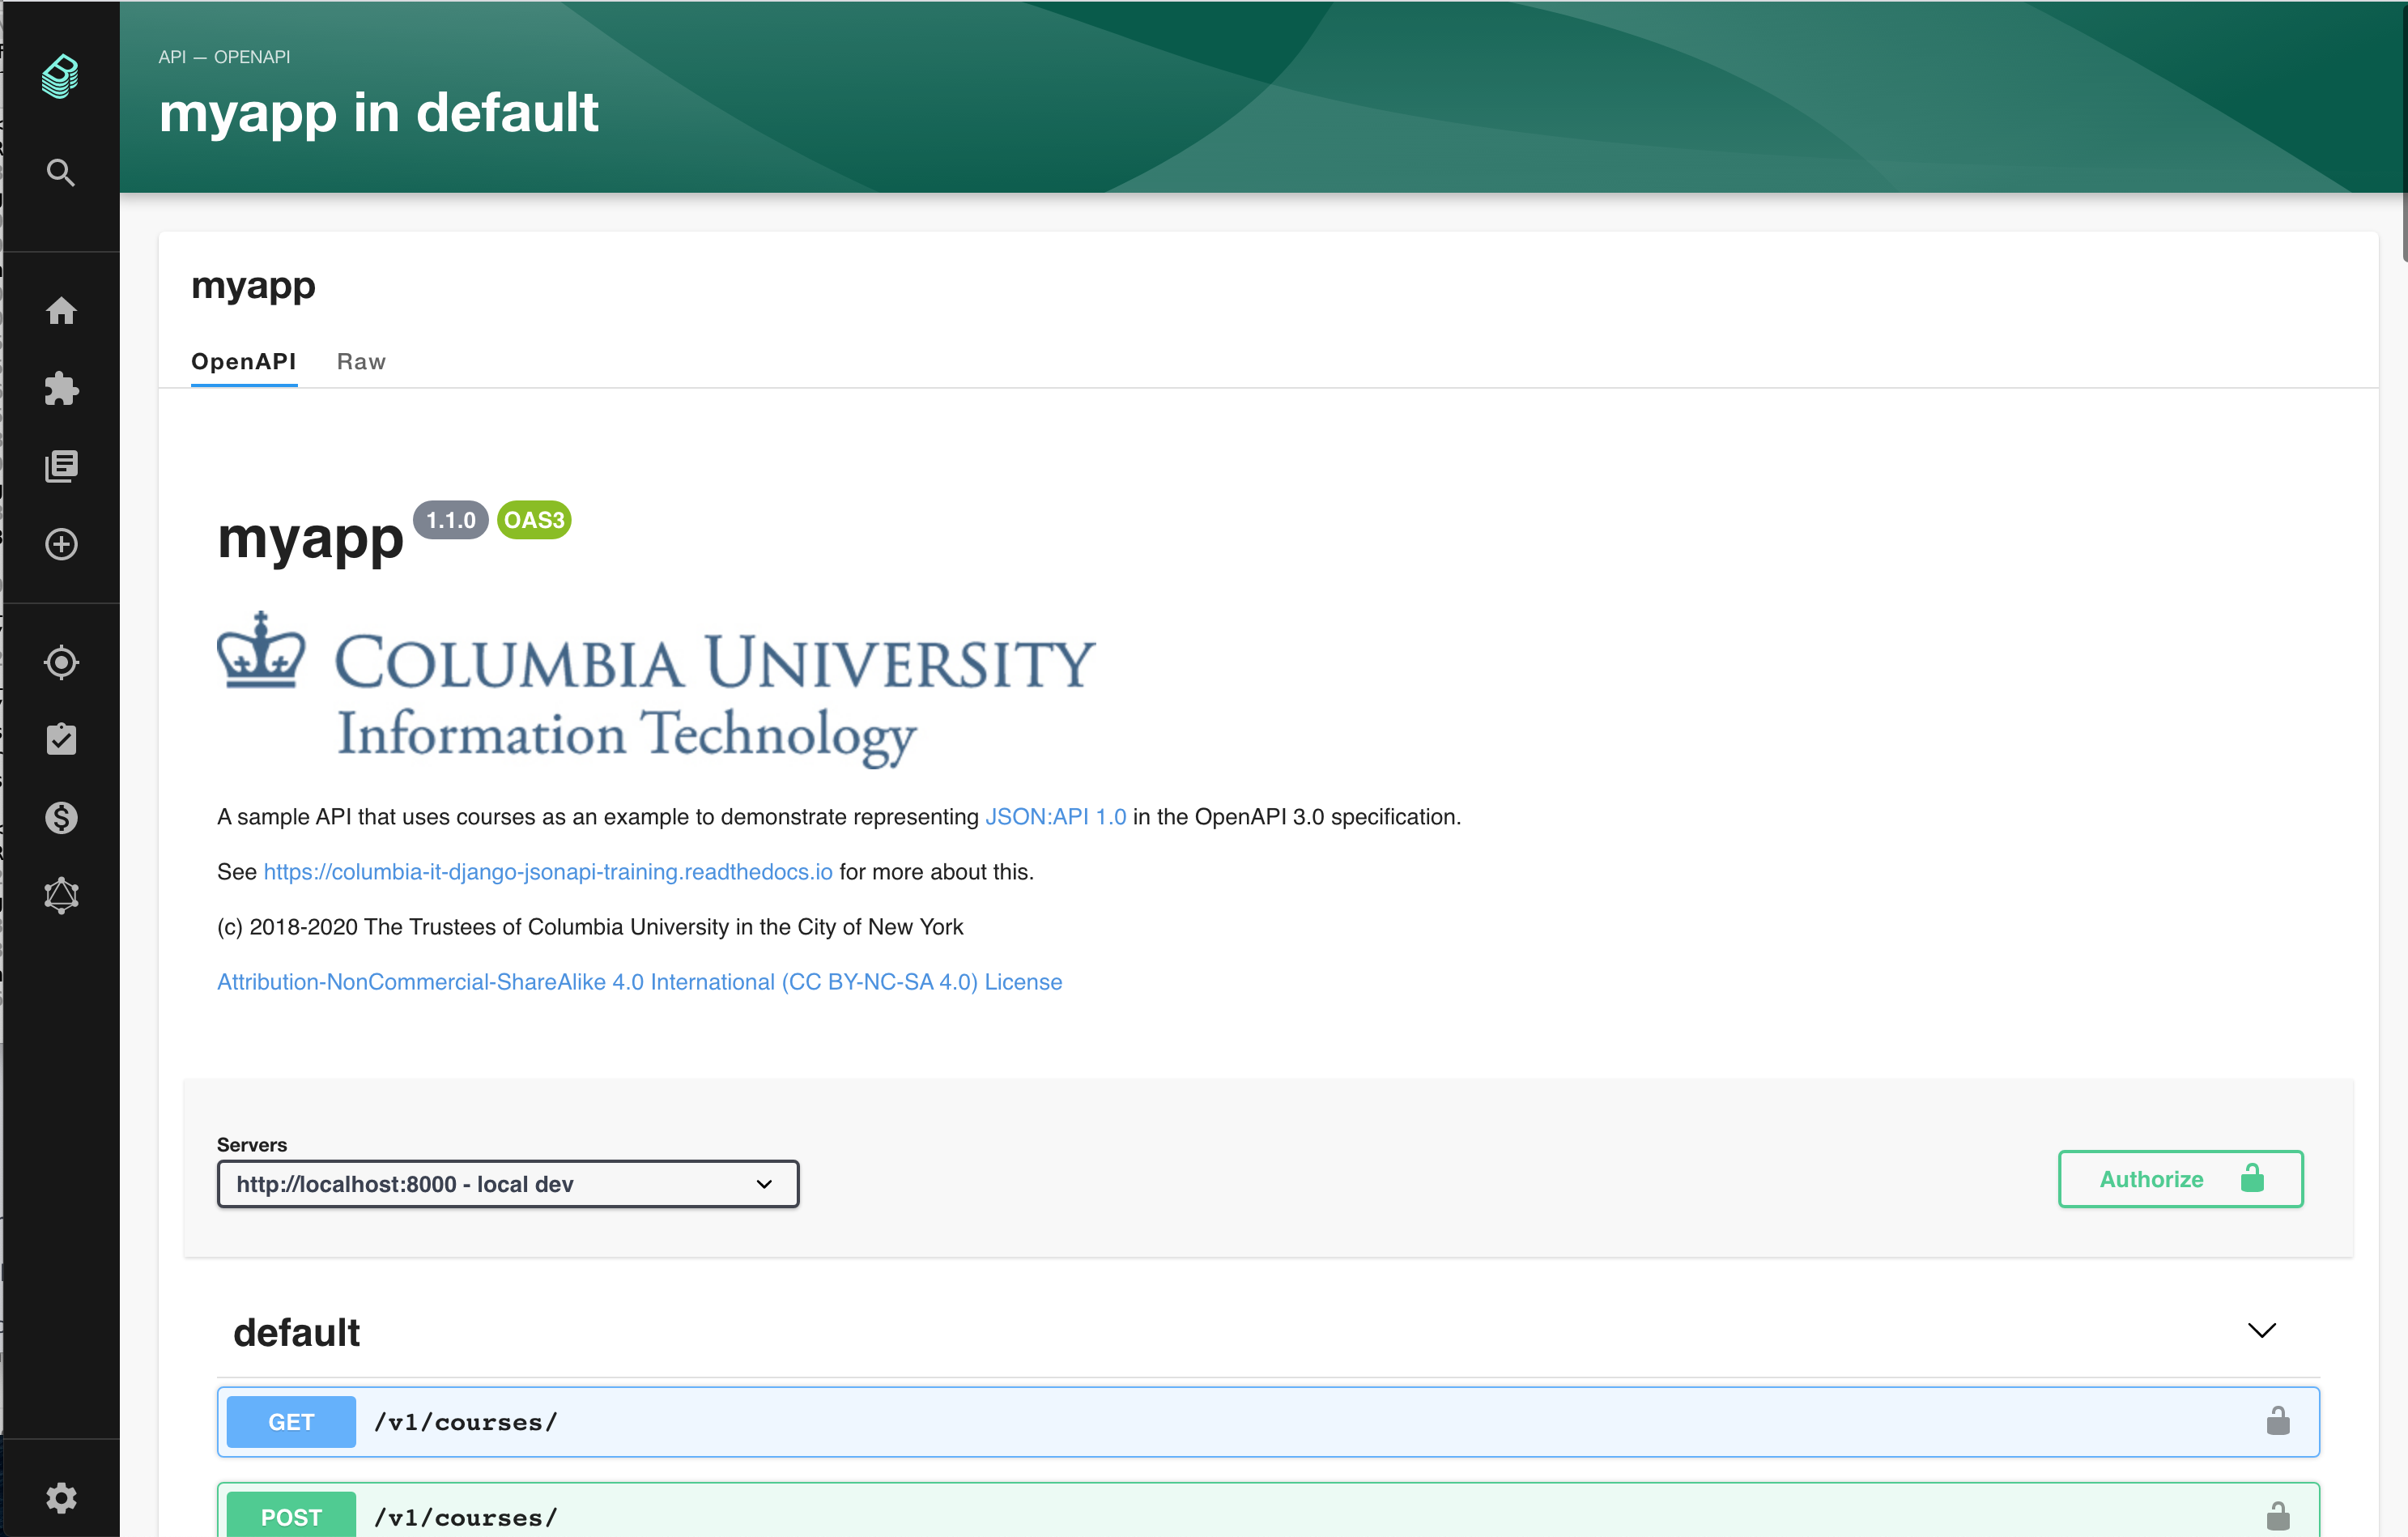 API — OPENAPI
myapp in default
myapp
OpenAPI Raw
myapp 1.1.0 OAS3
COLUMBIA UNIVERSITY
Information Technology
A sample API that uses courses as an example to demonstrate representing JSON:API 1.0 in the OpenAPI 3.0 specification.
See https://columbia-it-django-jsonapi-training.readthedocs.io for more about this.
(c) 2018-2020 The Trustees of Columbia University in the City of New York
Attribution-NonCommercial-ShareAlike 4.0 International (CC BY-NC-SA 4.0) License
Servers
http://localhost:8000 - local dev
Authorize
default
GET /v1/courses/
POST /v1/courses/